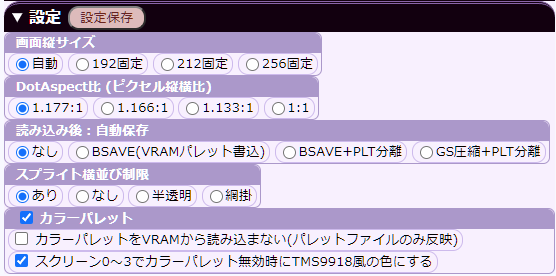 ▼ 設定 設定保存
画面縦サイズ
自動 192固定 212固定 256固定
DotAspect比 (ピクセル縦横比)
1.177:1 1.166:1 1.133:1 1:1
読み込み後：自動保存
なし BSAVE(VRAMパレット書込) BSAVE+PLT分離 GS圧縮+PLT分離
スプライト横並び制限
あり なし 半透明 網掛
カラーパレット
カラーパレットをVRAMから読み込まない(パレットファイルのみ反映)
スクリーン0～3でカラーパレット無効時にTMS9918風の色にする